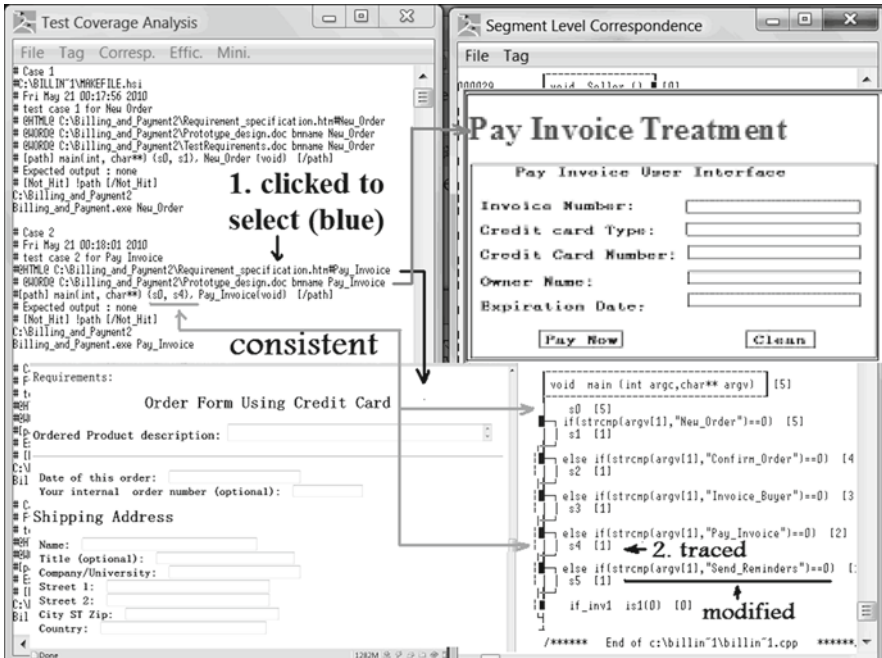 Test Coverage Analysis
File Tag Corresp. Effic. Mini.
# Case 1
#C:\BILLIN~1\MAKEFILE.hsi
# Fri May 21 00:17:56 2010
# test case 1 for New Order
# @HTML@ C:\Billing_and_Payment2\Requirement_specification.htm#New_Order
# @WORD@ C:\Billing_and_Payment2\Prototype_design.doc bmname New_Order
# @WORD@ C:\Billing_and_Payment2\TestRequirements.doc bmname New_Order
# [path] main(int, char**) {s0, s1}, New_Order (void) [/path]
# Expected output : none
# [Not_Hit] !path [/Not_Hit]
C:\Billing_and_Payment2
Billing_and_Payment.exe New_Order
1. clicked to
select (blue)
# Case 2
# Fri May 21 00:18:01 2010
# test case 2 for Pay Invoice
#@HTML@ C:\Billing_and_Payment2\Requirement_specification.htm#Pay_Invoice
# @WORD@ C:\Billing_and_Payment2\Prototype_design.doc bmname Pay_Invoice
#[path] main(int, char**) {s0, s4}, Pay_Invoice(void) [/path]
# Expected output : none
# [Not_Hit] !path [/Not_Hit]
C:\Billing_and_Payment2
Billing_and_Payment.exe Pay_Invoice
consistent
Requirements:
Order Form Using Credit Card
Ordered Product description:
Date of this order:
Your internal order number (optional):
Shipping Address
Name:
Title (optional):
Company/University:
Street 1:
Street 2:
City ST Zip:
Country:
Done
1282M
Segment Level Correspondence
File Tag
000029 void Seller () [0]
Pay Invoice Treatment
Pay Invoice User Interface
Invoice Number:
Credit card Type:
Credit Card Number:
Owner Name:
Expiration Date:
Pay Now Clean
void main (int argc,char** argv) [5]
s0 [5]
if(strcmp(argv[1],"New_Order")==0) [5]
s1 [1]
else if(strcmp(argv[1],"Confirm_Order")==0) [4
s2 [1]
else if(strcmp(argv[1],"Invoice_Buyer")==0) [3
s3 [1]
else if(strcmp(argv[1],"Pay_Invoice")==0) [2]
s4 [1] 2. traced
else if(strcmp(argv[1],"Send_Reminders")==0)
s5 [1]
modified
if_inv1 is1(0) [0]
/****** End of c:\billin~1\billin~1.cpp ******